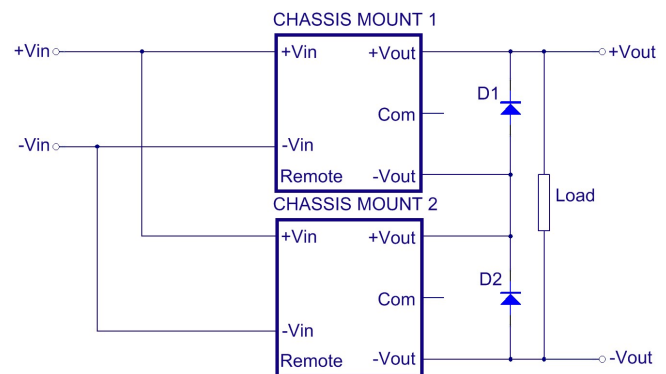 CHASSIS MOUNT 1
+Vin
+Vin
+Vout
+Vout
D1
Com
-Vin
-Vin
Remote
-Vout
Load
CHASSIS MOUNT 2
+Vin
+Vout
D2
Com
-Vin
Remote
-Vout
-Vout